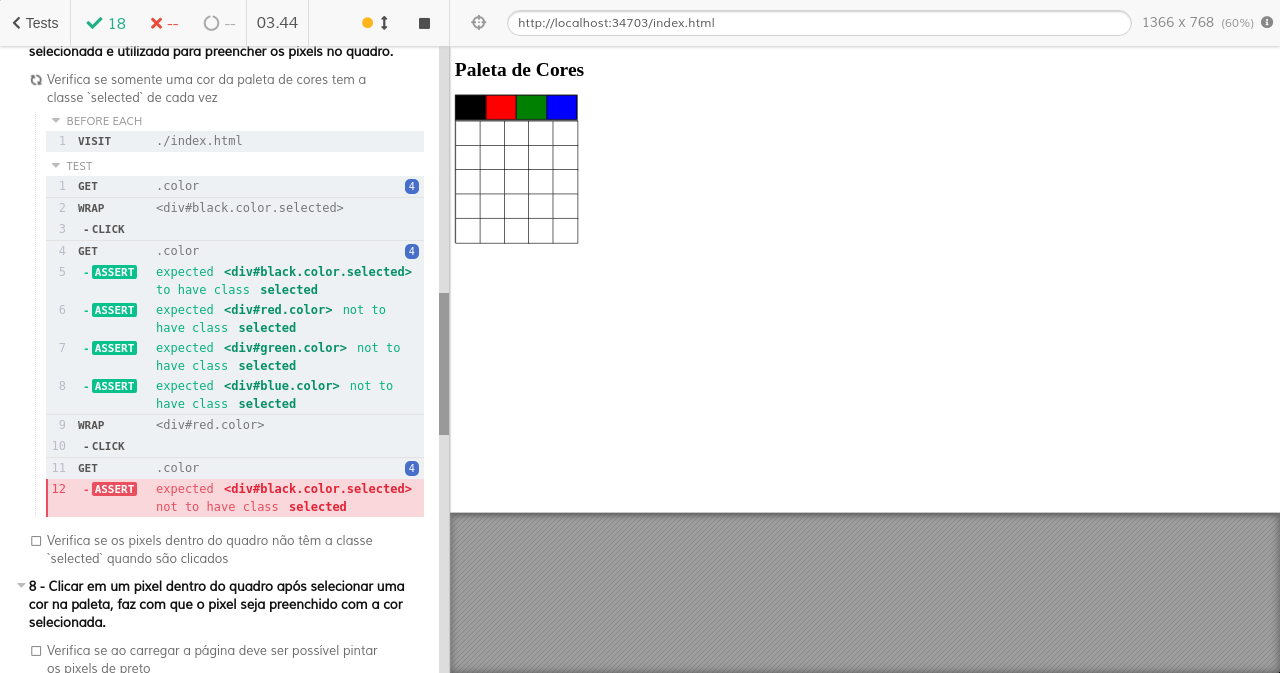 Tests 18 -- -- 03.44 http://localhost:34703/index.html 1366 x 768 (60%)
selecionada é utilizada para preencher os pixels no quadro.
Verifica se somente uma cor da paleta de cores tem a
classe `selected` de cada vez
BEFORE EACH
1 VISIT ./index.html
TEST
1 GET .color 4
2 WRAP <div#black.color.selected>
3 -CLICK
4 GET .color 4
5 -ASSERT expected <div#black.color.selected>
to have class selected
6 -ASSERT expected <div#red.color> not to
have class selected
7 -ASSERT expected <div#green.color> not to
have class selected
8 -ASSERT expected <div#blue.color> not to
have class selected
9 WRAP <div#red.color>
10 -CLICK
11 GET .color 4
12 -ASSERT expected <div#black.color.selected>
not to have class selected
Verifica se os pixels dentro do quadro não têm a classe
`selected` quando são clicados
8 - Clicar em um pixel dentro do quadro após selecionar uma
cor na paleta, faz com que o pixel seja preenchido com a cor
selecionada.
Verifica se ao carregar a página deve ser possível pintar
os pixels de preto
Paleta de Cores